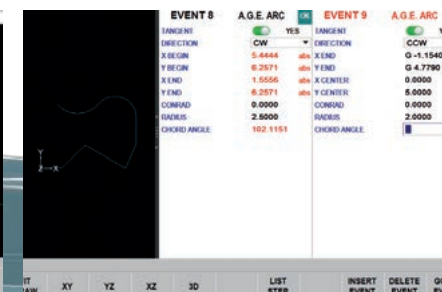 EVENT 8 A.G.E. ARC OK EVENT 9 A.G.E. ARC
TANGENT YES TANGENT Y
DIRECTION CW DIRECTION CCW
X BEGIN 5.4444 abs X END G -1.1540
Y BEGIN 6.2571 abs Y END G 4.7790
X END 1.5556 abs X CENTER 0.0000
Y END 6.2571 abs Y CENTER 5.0000
CONRAD 0.0000 CONRAD 0.0000
RADIUS 2.5000 RADIUS 2.0000
CHORD ANGLE 102.1151 CHORD ANGLE
Y
X
XY YZ XZ 3D LIST STEP INSERT EVENT DELETE EVENT